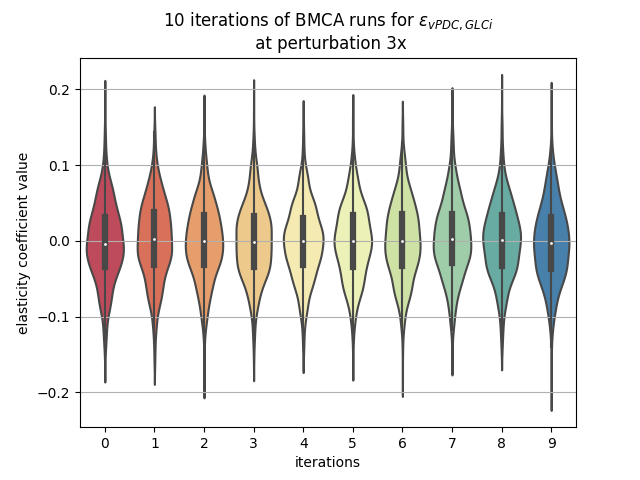 10 iterations of BMCA runs for ε_{vPDC, GLCi}
at perturbation 3x
elasticity coefficient value
0.2
0.1
0.0
−0.1
−0.2
0 1 2 3 4 5 6 7 8 9
iterations